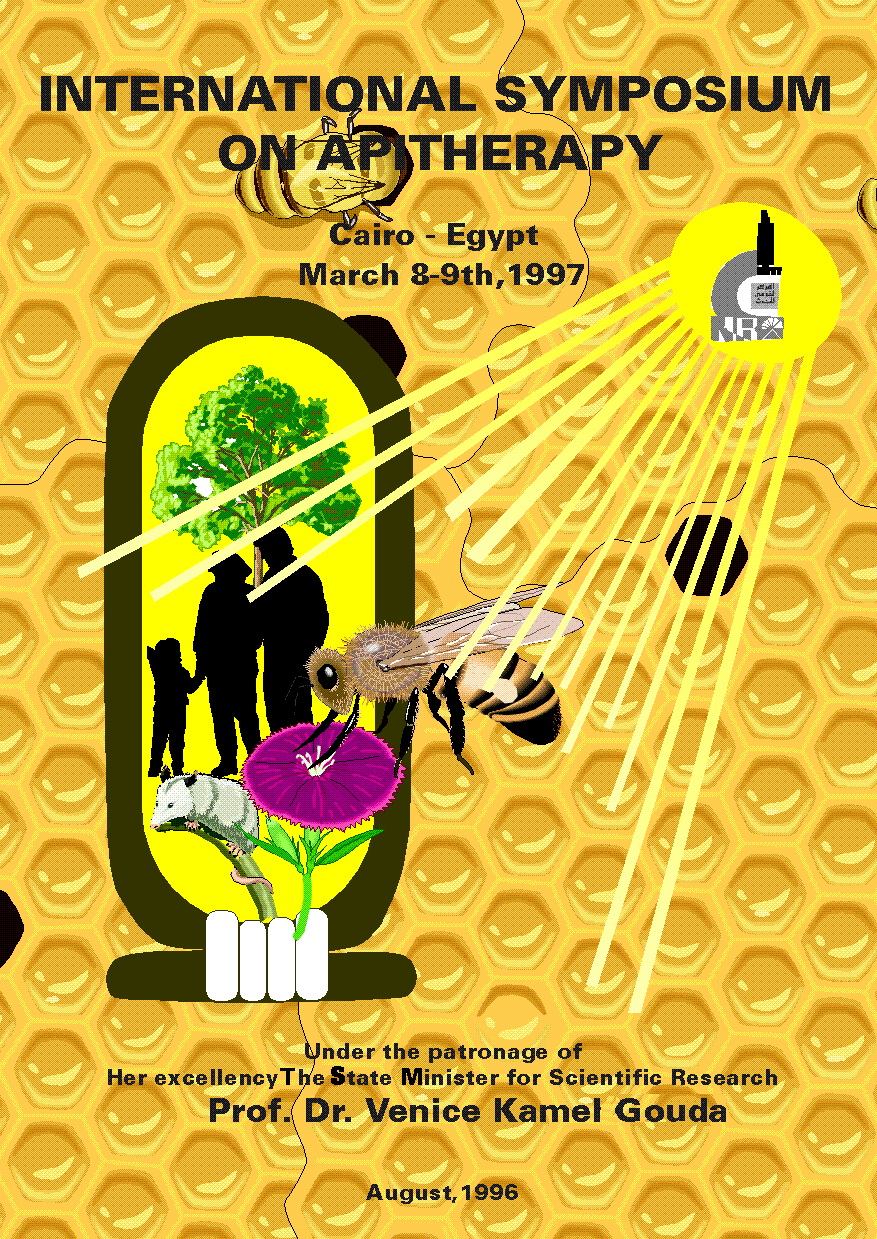 INTERNATIONAL SYMPOSIUM
ON APITHERAPY
Cairo - Egypt
March 8-9th,1997
Under the patronage of
Her excellencyThe State Minister for Scientific Research
Prof. Dr. Venice Kamel Gouda
August,1996